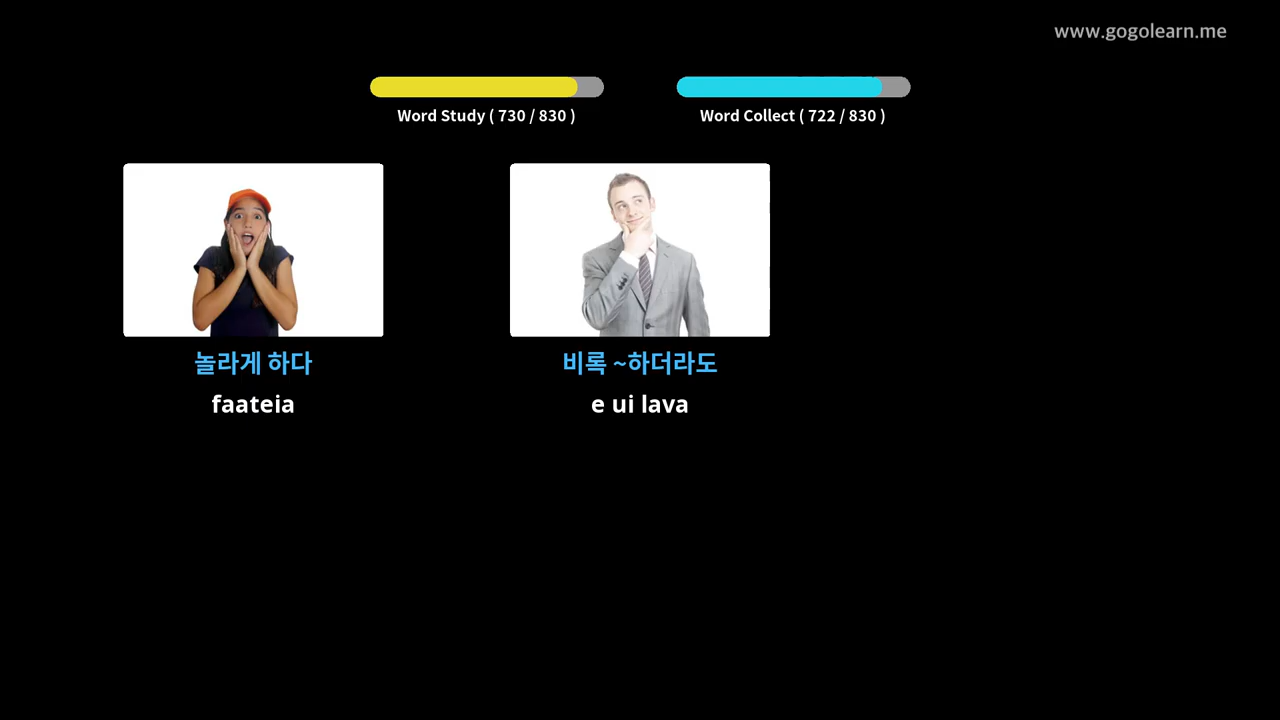 www.gogolearn.me
Word Study ( 730 / 830 )
Word Collect ( 722 / 830 )
놀라게 하다
faateia
비록 ~하더라도
e ui lava